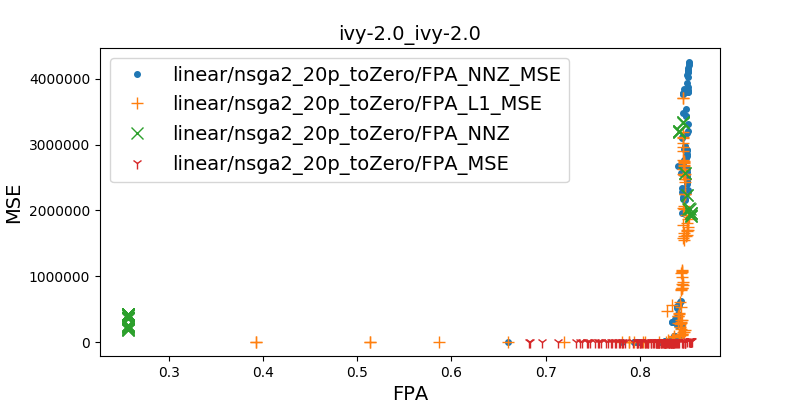 ivy-2.0_ivy-2.0
linear/nsga2_20p_toZero/FPA_NNZ_MSE
linear/nsga2_20p_toZero/FPA_L1_MSE
linear/nsga2_20p_toZero/FPA_NNZ
linear/nsga2_20p_toZero/FPA_MSE
MSE
4000000
3000000
2000000
1000000
0
0.3 0.4 0.5 0.6 0.7 0.8
FPA